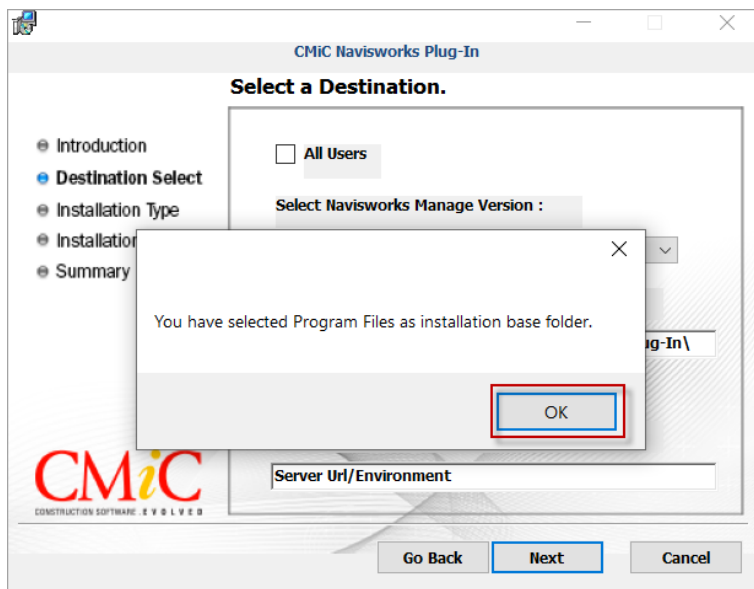 CMiC Navisworks Plug-In
Select a Destination.
Introduction
Destination Select
Installation Type
Installation
Summary
All Users
Select Navisworks Manage Version :
You have selected Program Files as installation base folder.
OK
ug-In\
Server Url/Environment
CMiC
CONSTRUCTION SOFTWARE. EVOLVED
Go Back
Next
Cancel